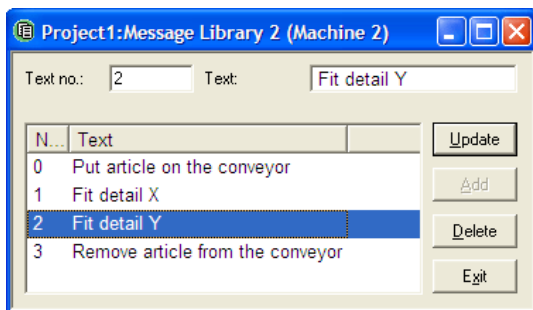 Project1:Message Library 2 (Machine 2)
Text no.: 2 Text: Fit detail Y
N... Text
0 Put article on the conveyor
1 Fit detail X
2 Fit detail Y
3 Remove article from the conveyor
Update
Add
Delete
Exit